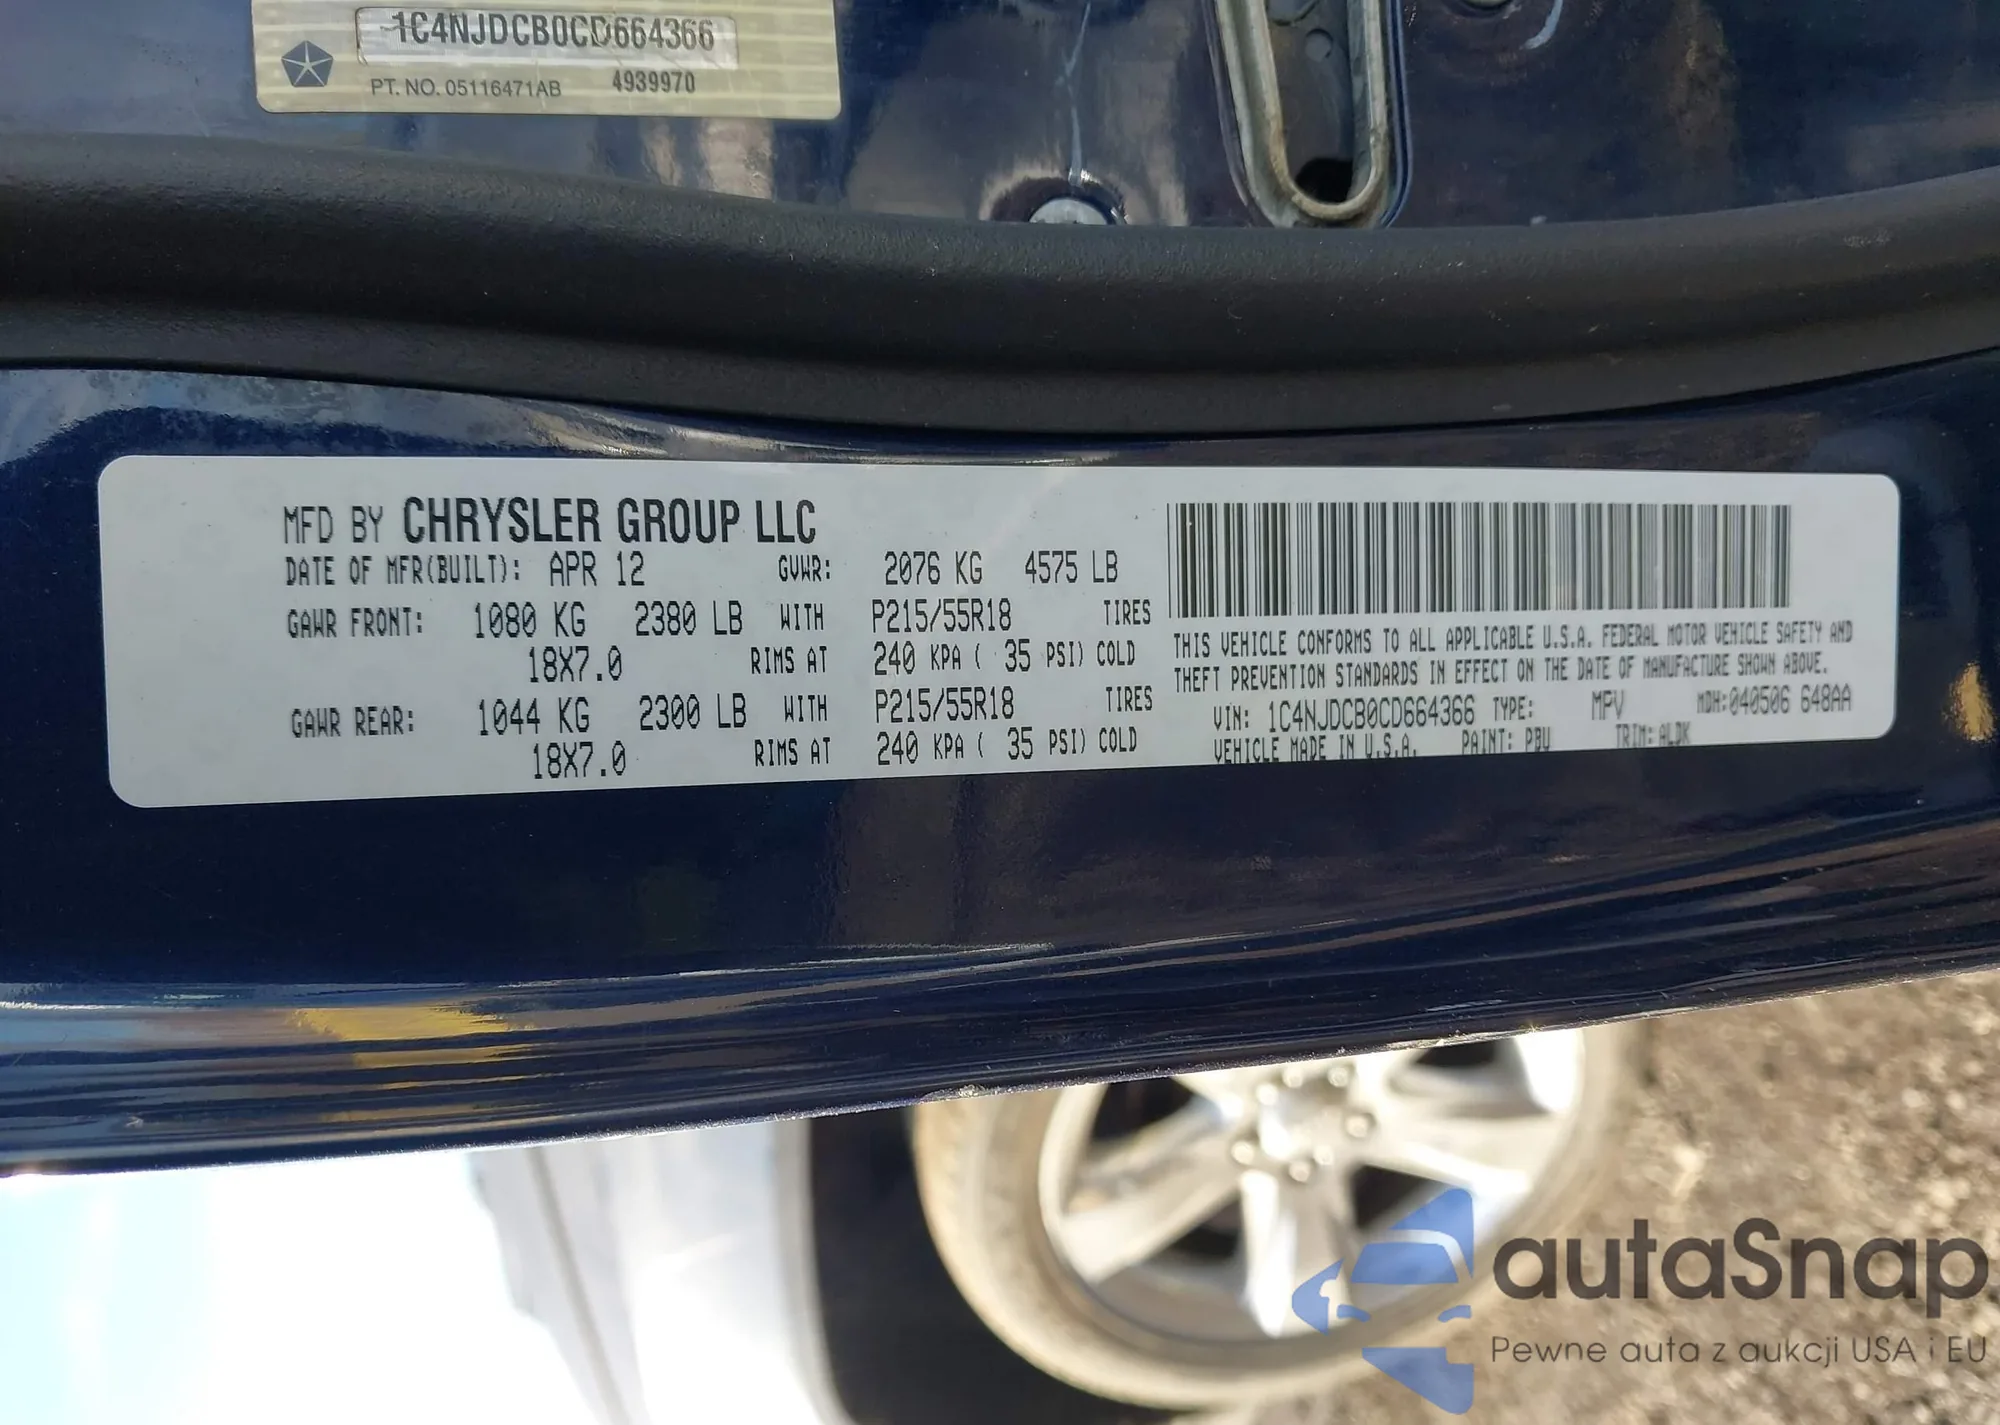 1C4NJDCB0CD664366
PT. NO. 05116471AB 4939970
MFD BY CHRYSLER GROUP LLC
DATE OF MFR(BUILT): APR 12 GVWR: 2076 KG 4575 LB
GAWR FRONT: 1080 KG 2380 LB WITH P215/55R18 TIRES
18X7.0 RIMS AT 240 KPA ( 35 PSI) COLD
GAWR REAR: 1044 KG 2300 LB WITH P215/55R18 TIRES
18X7.0 RIMS AT 240 KPA ( 35 PSI) COLD
THIS VEHICLE CONFORMS TO ALL APPLICABLE U.S.A. FEDERAL MOTOR VEHICLE SAFETY AND
THEFT PREVENTION STANDARDS IN EFFECT ON THE DATE OF MANUFACTURE SHOWN ABOVE.
VIN: 1C4NJDCB0CD664366 TYPE: MPV MDH:040506 648AA
VEHICLE MADE IN U.S.A. PAINT: PBU TRIM:ALDK
autaSnap
Pewne auta z aukcji USA i EU